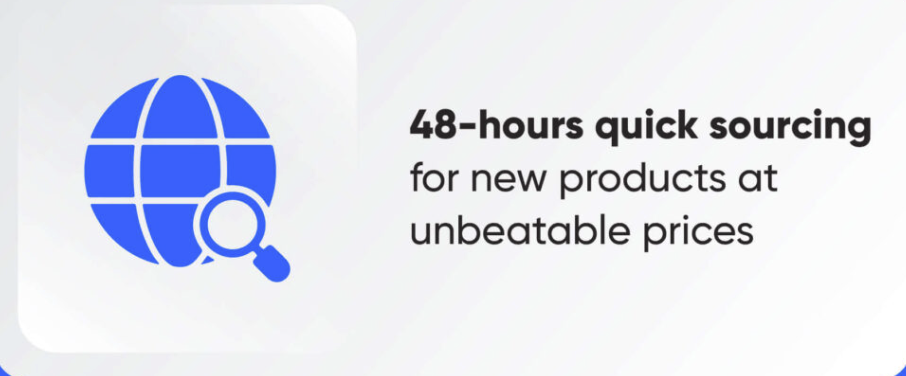 48-hours quick sourcing
for new products at
unbeatable prices